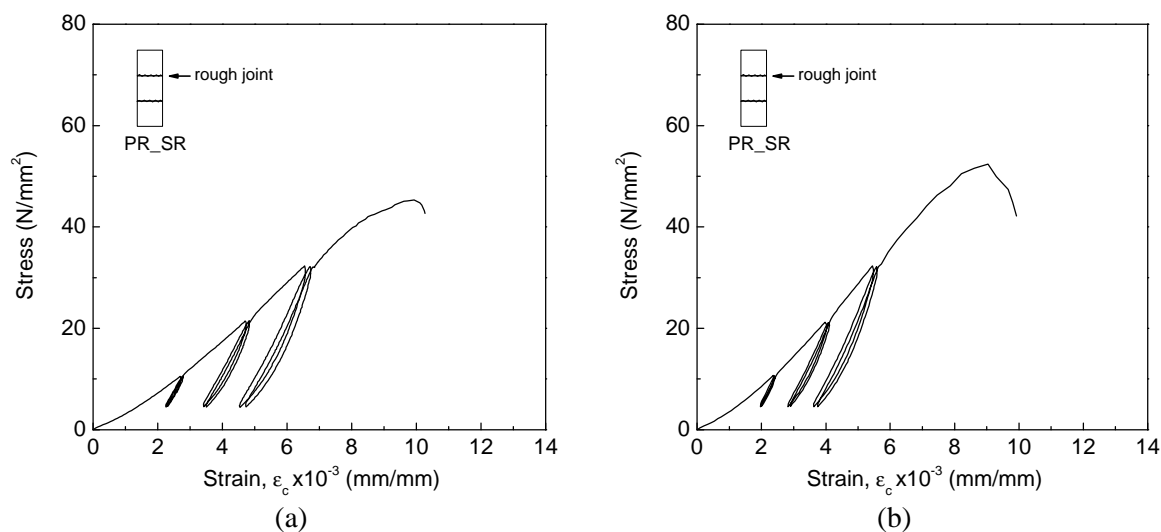 80
60
40
20
0
Stress (N/mm²)
rough joint
PR_SR
0 2 4 6 8 10 12 14
Strain, ε_c x10⁻³ (mm/mm)
(a)
80
60
40
20
0
Stress (N/mm²)
rough joint
PR_SR
0 2 4 6 8 10 12 14
Strain, ε_c x10⁻³ (mm/mm)
(b)